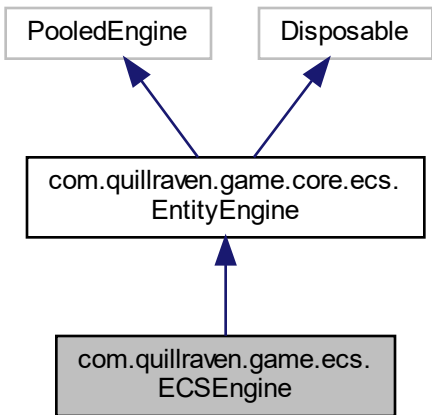 PooledEngine
Disposable
com.quillraven.game.core.ecs.
EntityEngine
com.quillraven.game.ecs.
ECSEngine